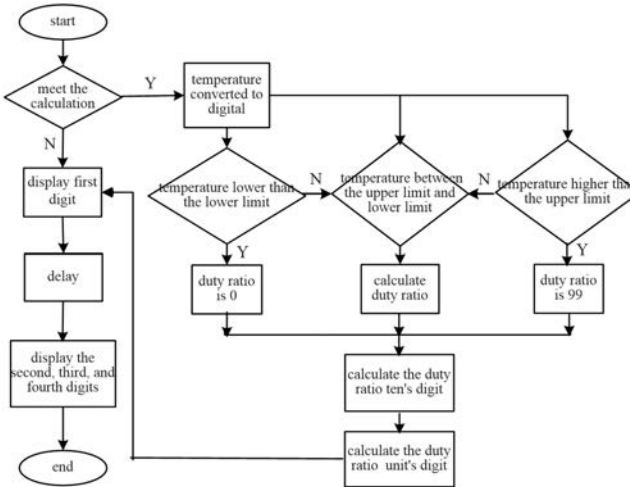 start
meet the
calculation
Y
N
temperature
converted to
digital
display first
digit
temperature lower than
the lower limit
N
temperature between
the upper limit and
lower limit
N
temperature higher than
the upper limit
Y
Y
delay
duty ratio
is 0
calculate
duty ratio
duty ratio
is 99
display the
second, third, and
fourth digits
calculate the duty
ratio ten's digit
calculate the duty
ratio unit's digit
end